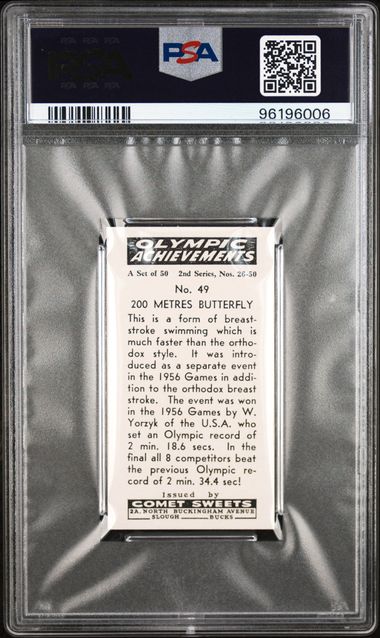 PSA
96196006
OLYMPIC
ACHIEVEMENTS
A Set of 50 2nd Series, Nos. 26-50
No. 49
200 METRES BUTTERFLY
This is a form of breast-
stroke swimming which is
much faster than the ortho-
dox style. It was intro-
duced as a separate event
in the 1956 Games in addi-
tion to the orthodox breast
stroke. The event was won
in the 1956 Games by W.
Yorzyk of the U.S.A. who
set an Olympic record of
2 min. 18.6 secs. In the
final all 8 competitors beat
the previous Olympic re-
cord of 2 min. 34.4 sec!
Issued by
COMET SWEETS
2A, NORTH BUCKINGHAM AVENUE
SLOUGH BUCKS